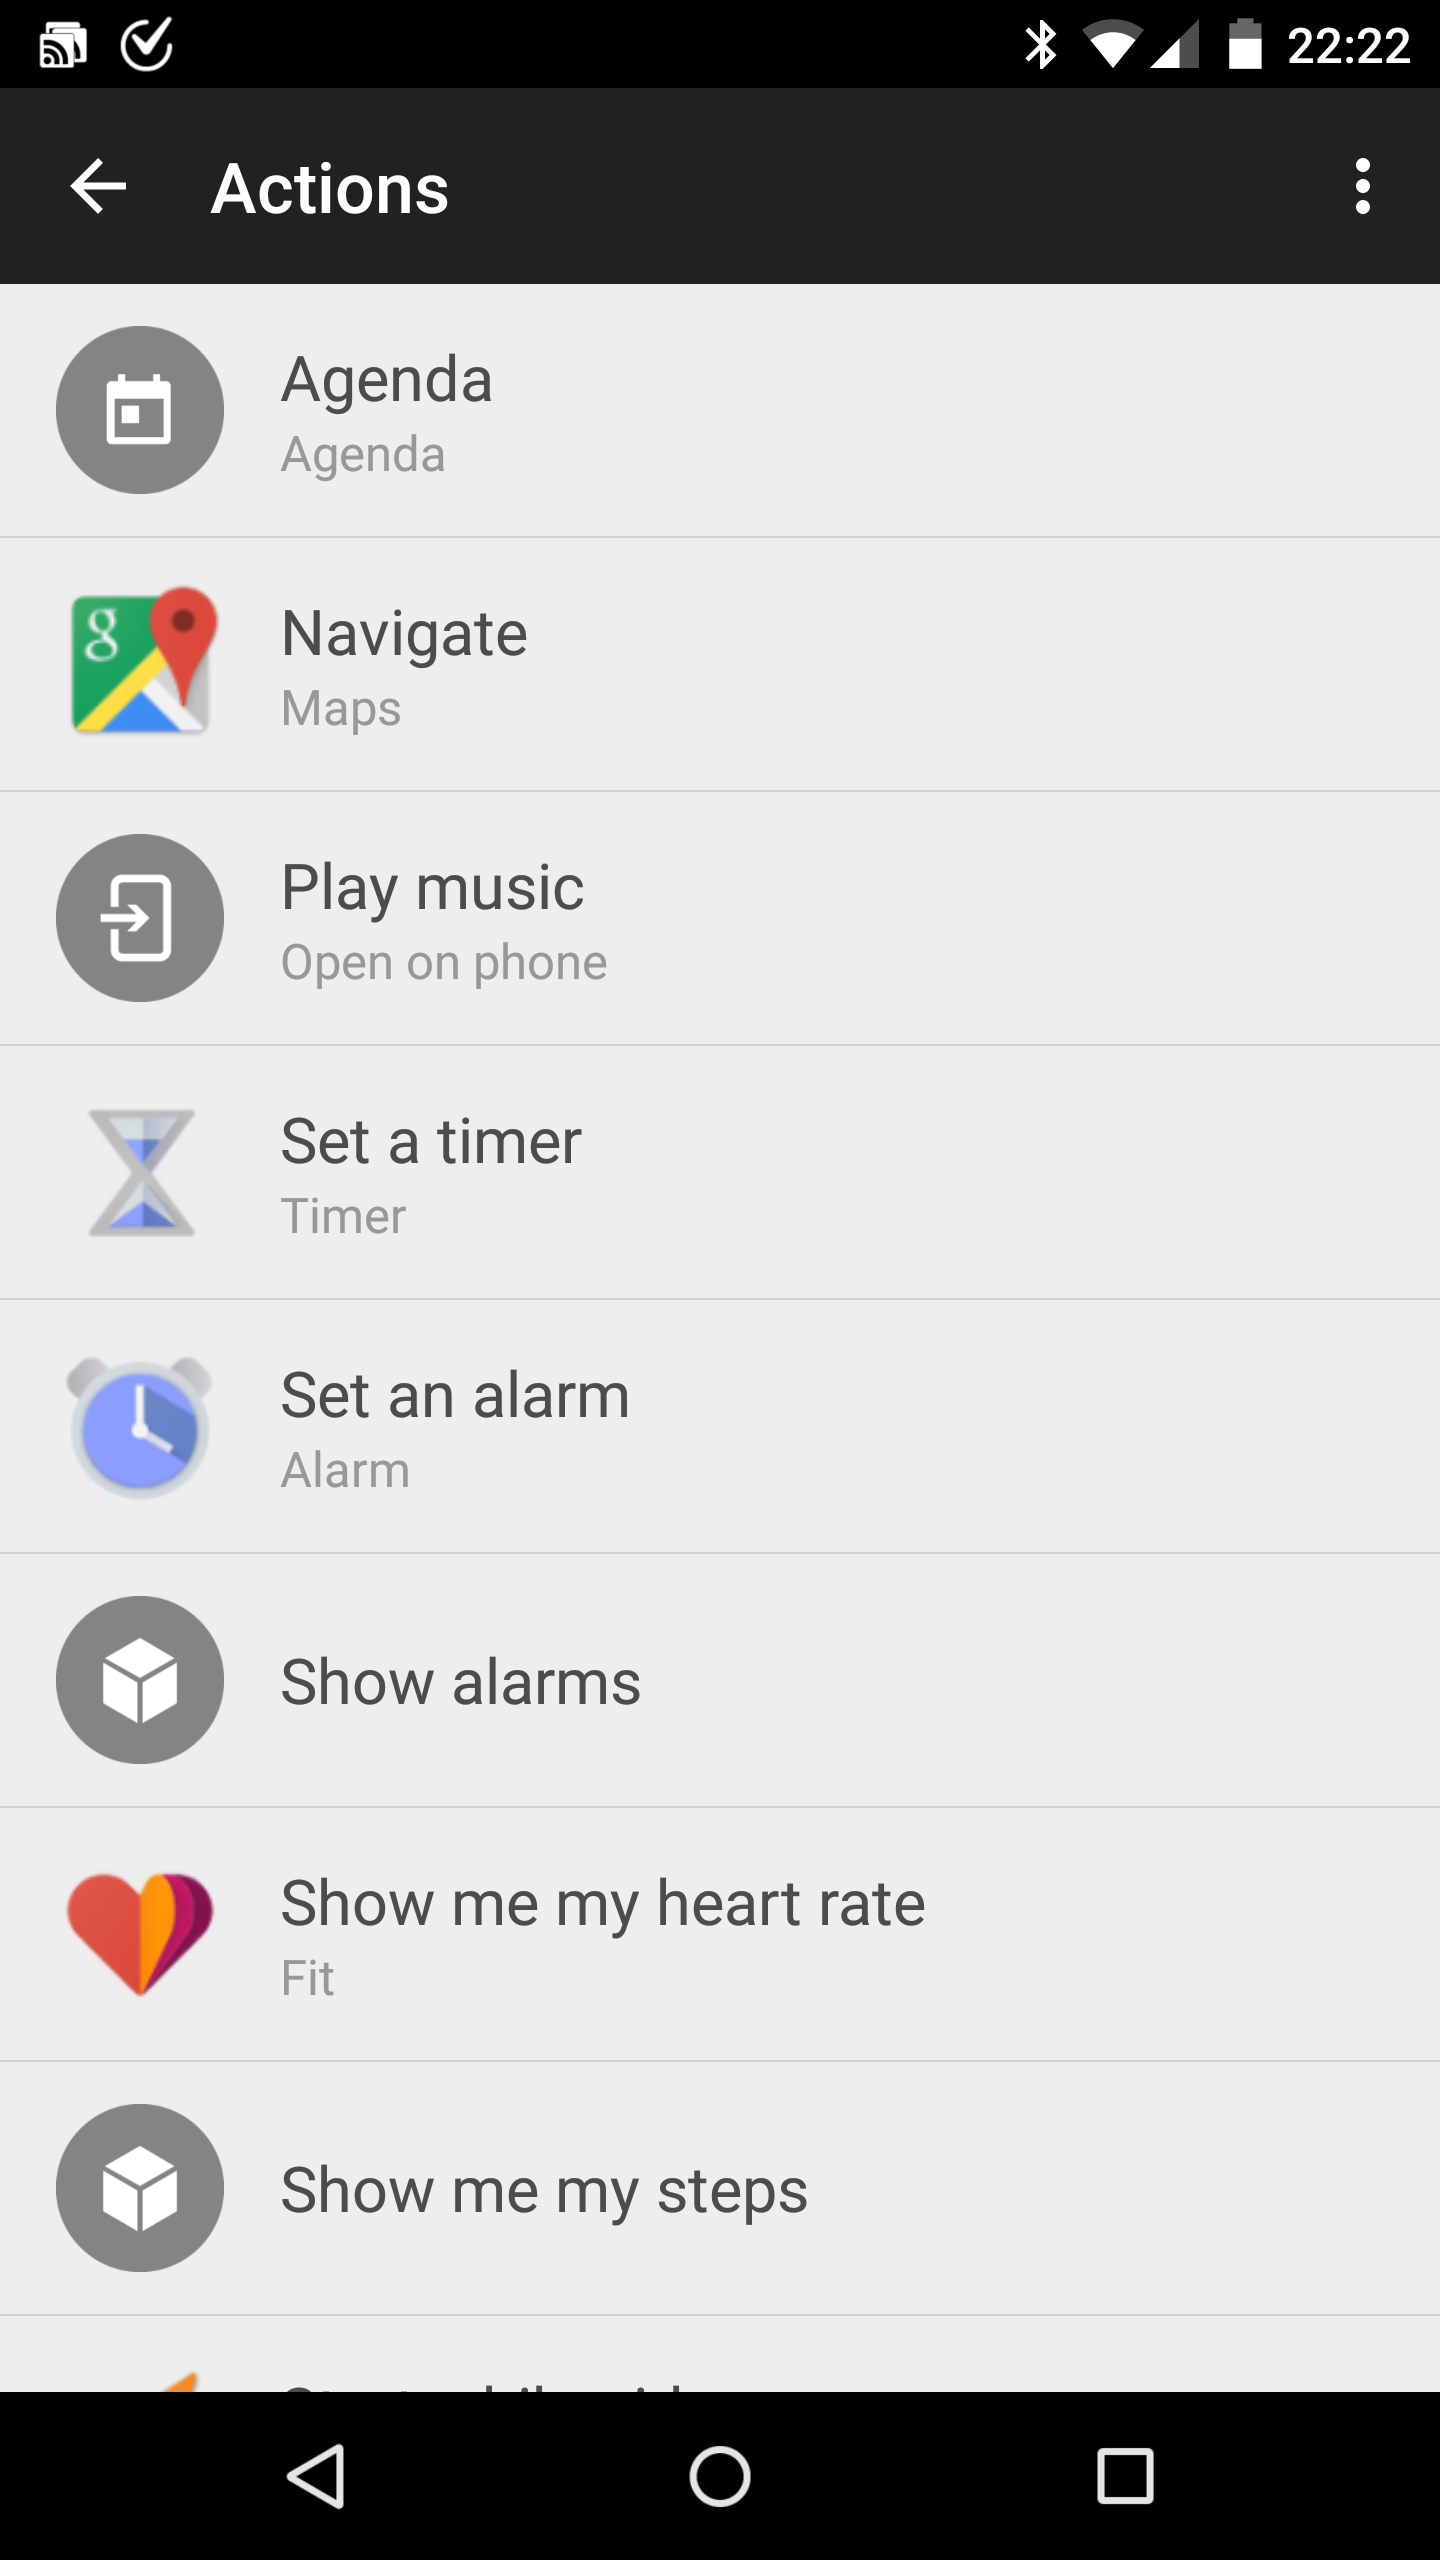 22:22
Actions
Agenda
Agenda
g
Navigate
Maps
Play music
Open on phone
Set a timer
Timer
Set an alarm
Alarm
Show alarms
Show me my heart rate
Fit
Show me my steps